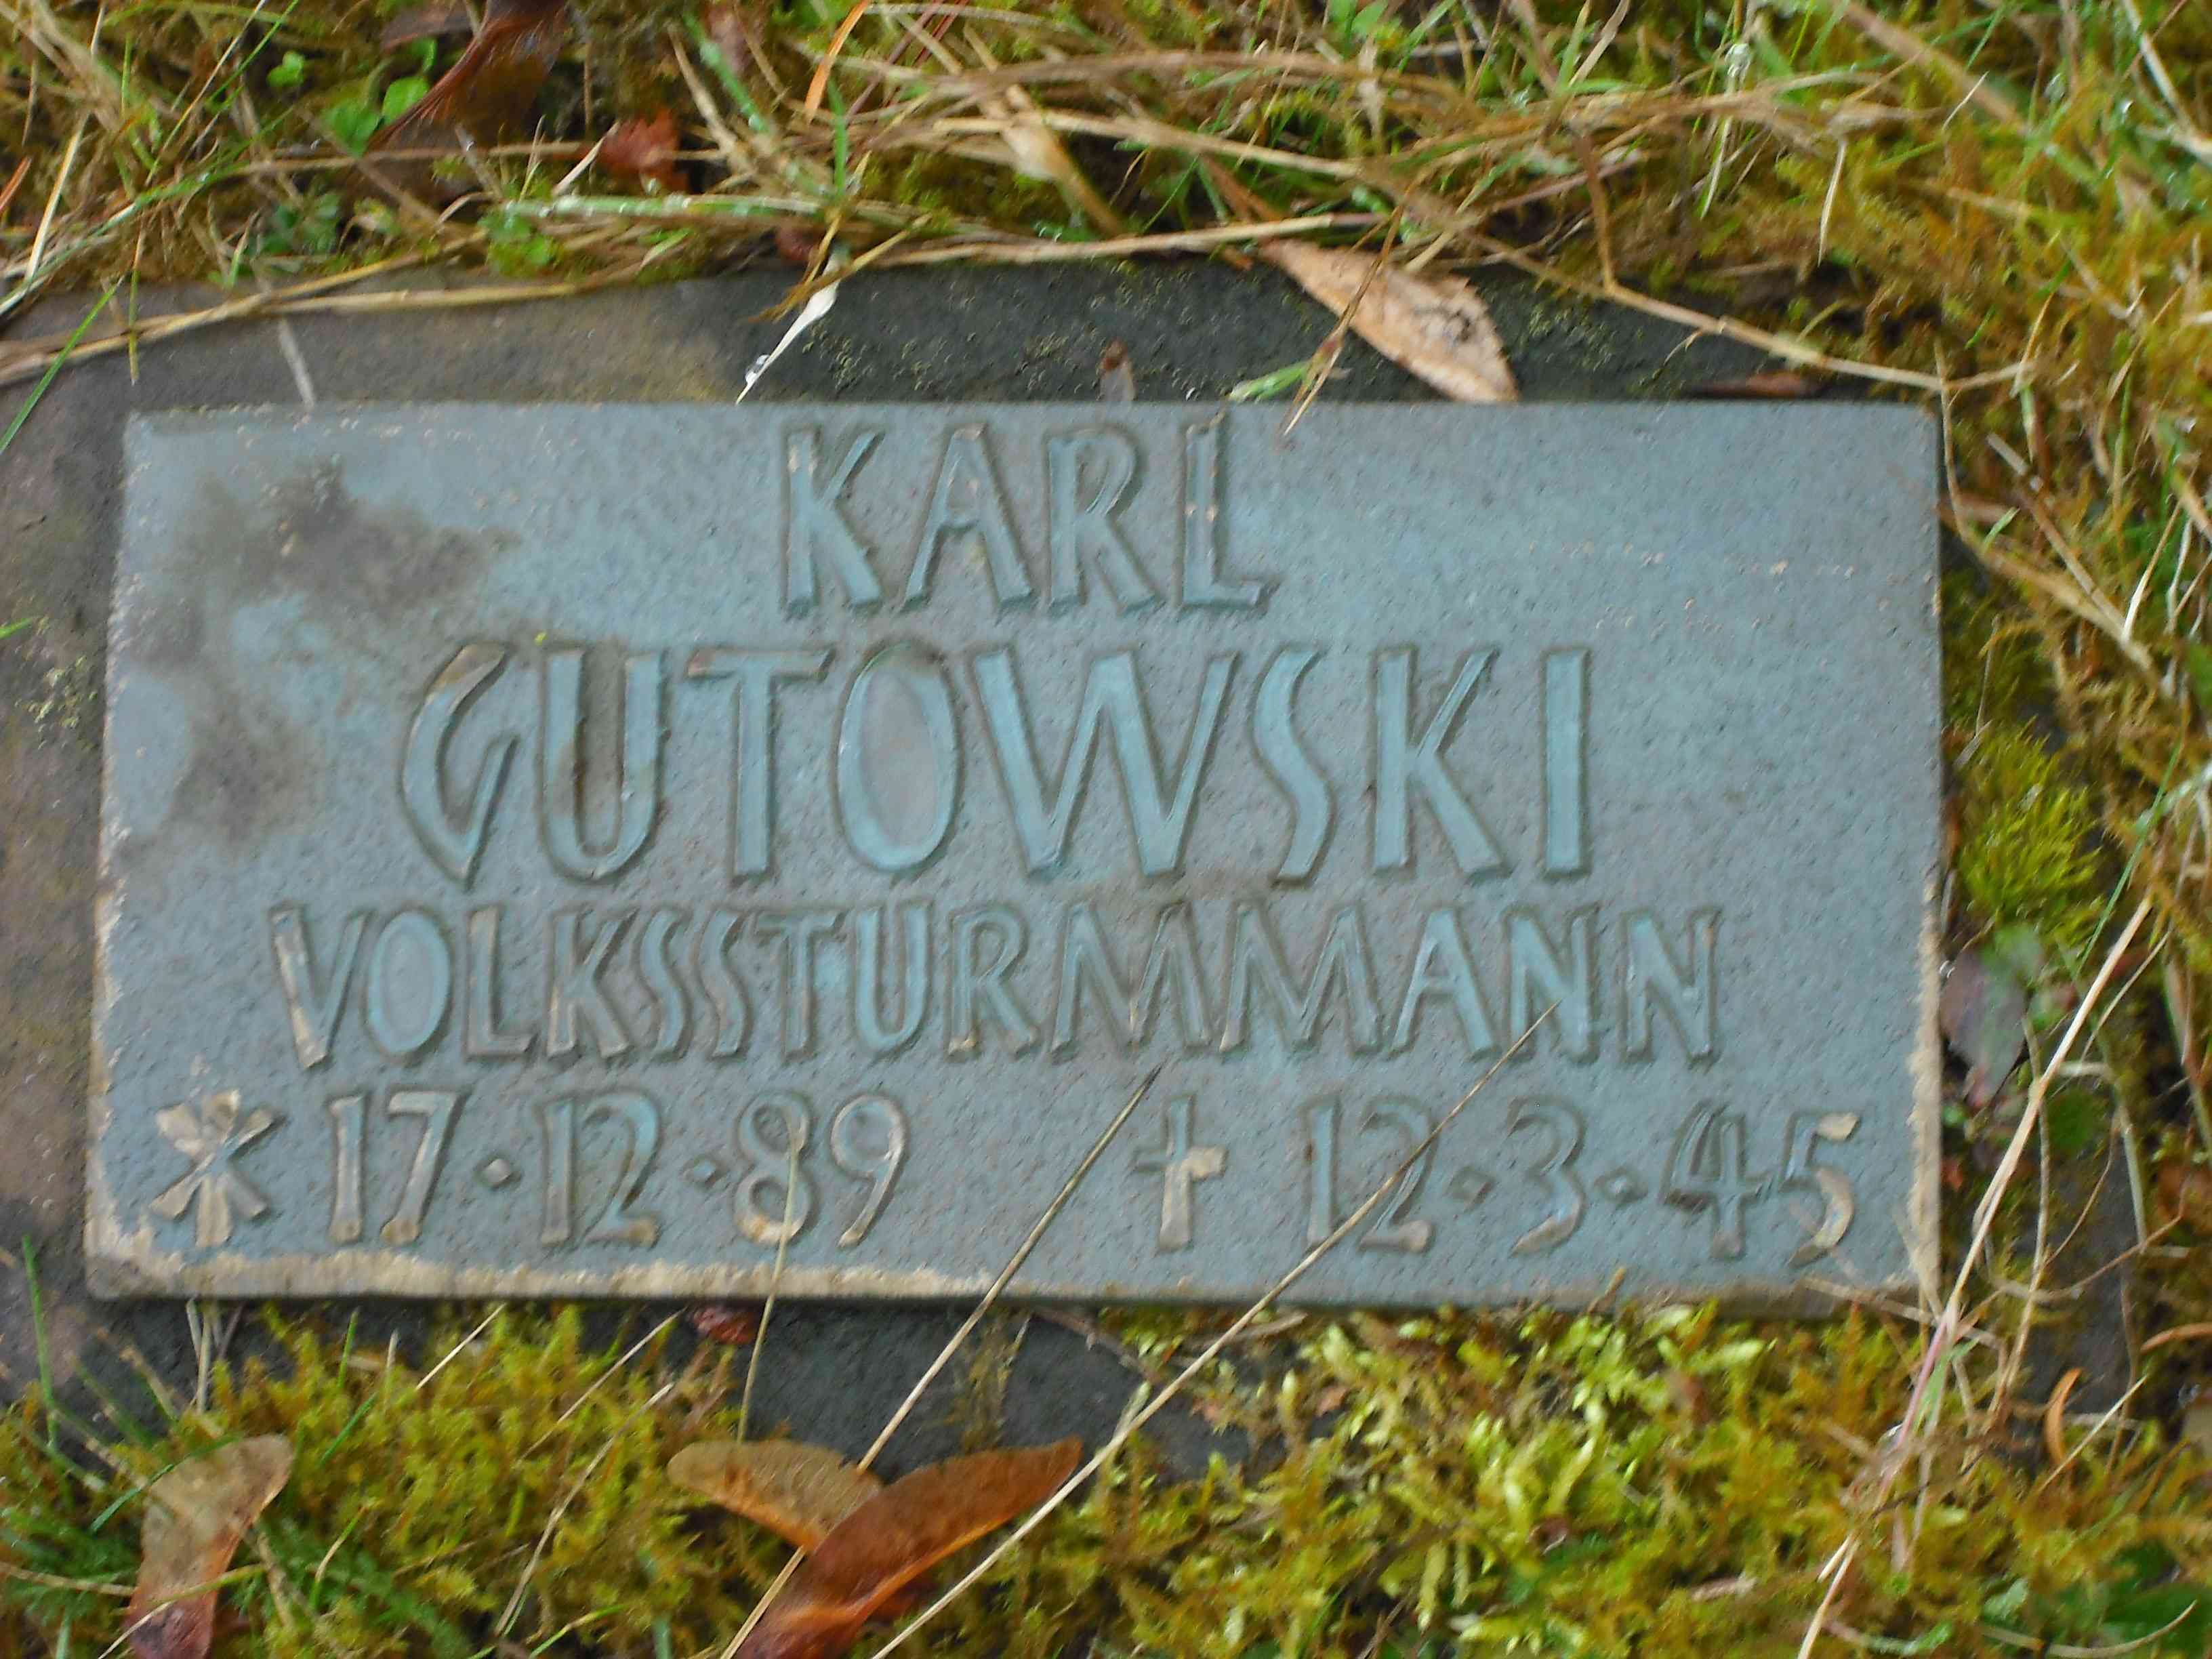 KARL
GUTOWSKI
VOLKSSTURMMANN
* 17·12·89 † 12·3·45